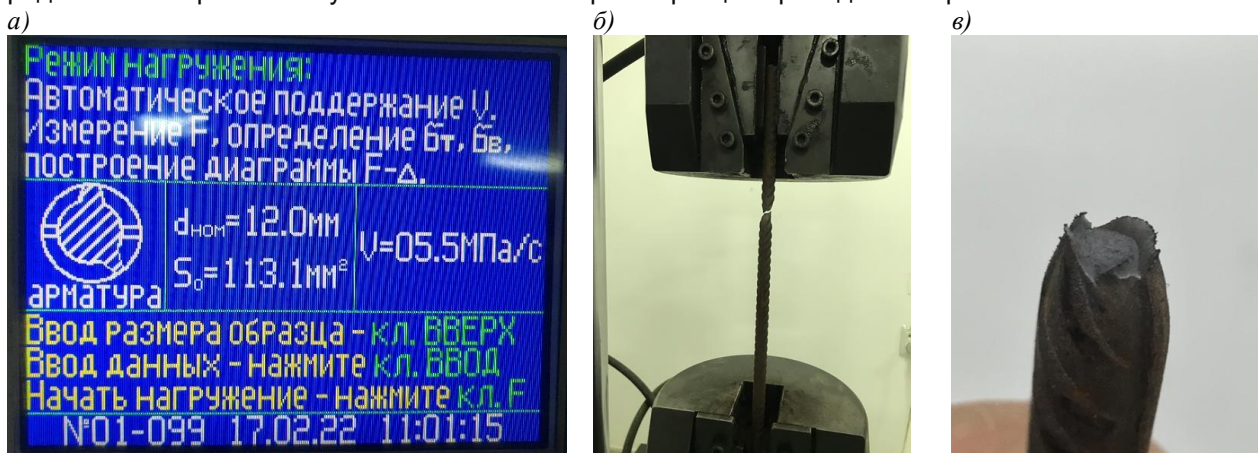 а)
б)
в)
Режим нагружения:
Автоматическое поддержание V.
Измерение F, определение бт, бв,
построение диаграммы F-Δ.
dном=12.0мм
S₀=113.1мм²
V=05.5МПа/с
арматура
Ввод размера образца - кл. ВВЕРХ
Ввод данных - нажмите кл. ВВОД
Начать нагружение - нажмите кл. F
№01-099 17.02.22 11:01:15